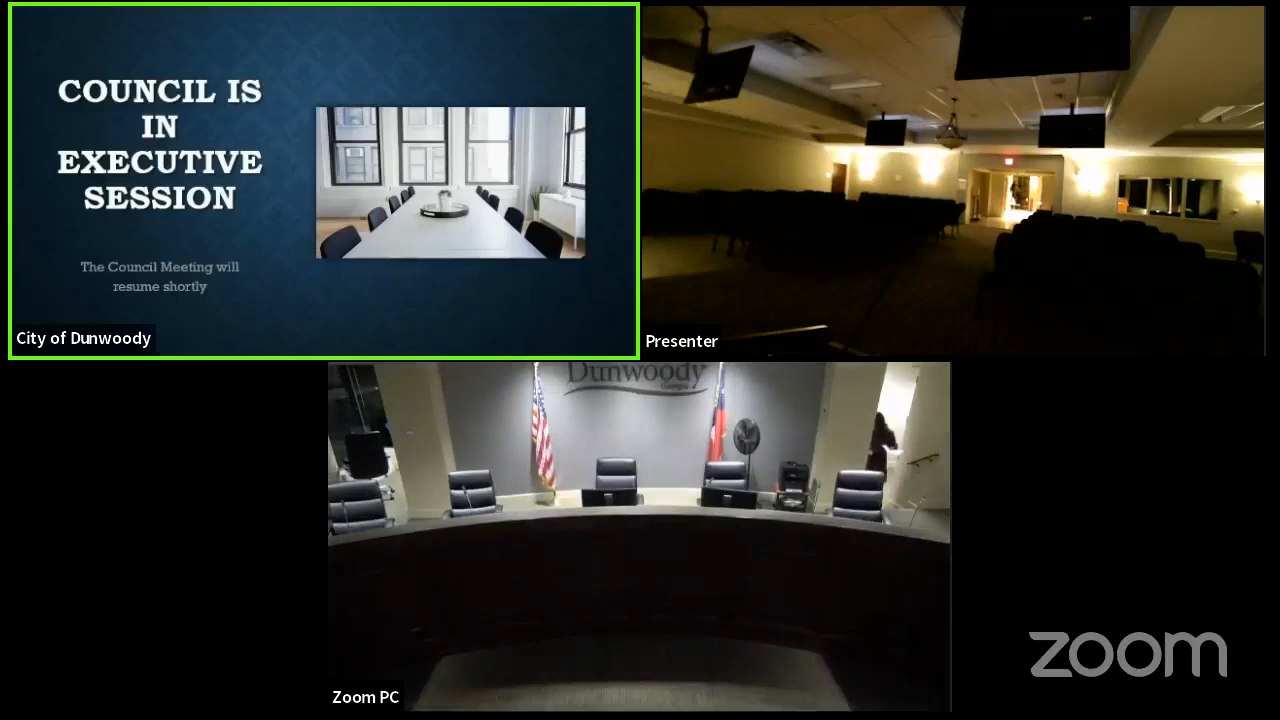 COUNCIL IS
IN
EXECUTIVE
SESSION
The Council Meeting will
resume shortly
City of Dunwoody
Presenter
Dunwoody
Zoom PC
zoom